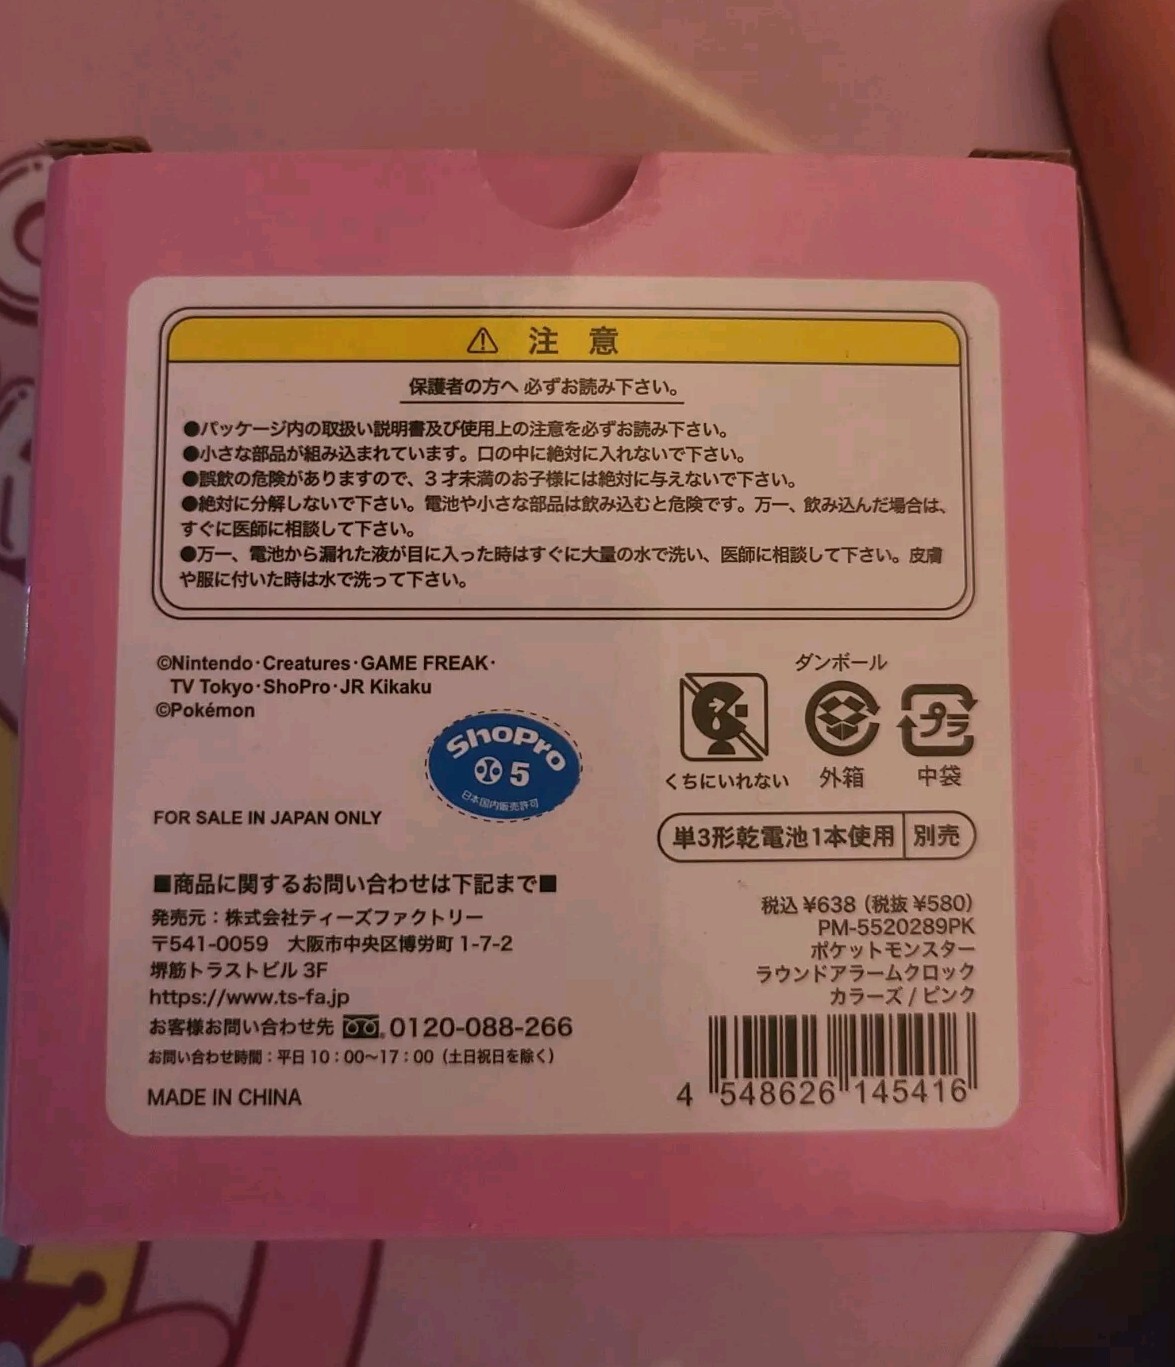 ⚠ 注意
保護者の方へ 必ずお読み下さい。
●パッケージ内の取扱い説明書及び使用上の注意を必ずお読み下さい。
●小さな部品が組み込まれています。口の中に絶対に入れないで下さい。
●誤飲の危険がありますので、3才未満のお子様には絶対に与えないで下さい。
●絶対に分解しないで下さい。電池や小さな部品は飲み込むと危険です。万一、飲み込んだ場合は、
すぐに医師に相談して下さい。
●万一、電池から漏れた液が目に入った時はすぐに大量の水で洗い、医師に相談して下さい。皮膚
や服に付いた時は水で洗って下さい。
©Nintendo・Creatures・GAME FREAK・
TV Tokyo・ShoPro・JR Kikaku
©Pokémon
ShoPro
5
日本国内販売許可
ダンボール
プラ
くちにいれない
外箱
中袋
FOR SALE IN JAPAN ONLY
単3形乾電池1本使用 別売
■商品に関するお問い合わせは下記まで■
発売元：株式会社ティーズファクトリー
〒541-0059 大阪市中央区博労町 1-7-2
堺筋トラストビル 3F
https://www.ts-fa.jp
お客様お問い合わせ先 0120-088-266
お問い合わせ時間：平日 10：00〜17：00（土日祝日を除く）
MADE IN CHINA
税込 ¥638（税抜 ¥580）
PM-5520289PK
ポケットモンスター
ラウンドアラームクロック
カラーズ / ピンク
4 548626 145416